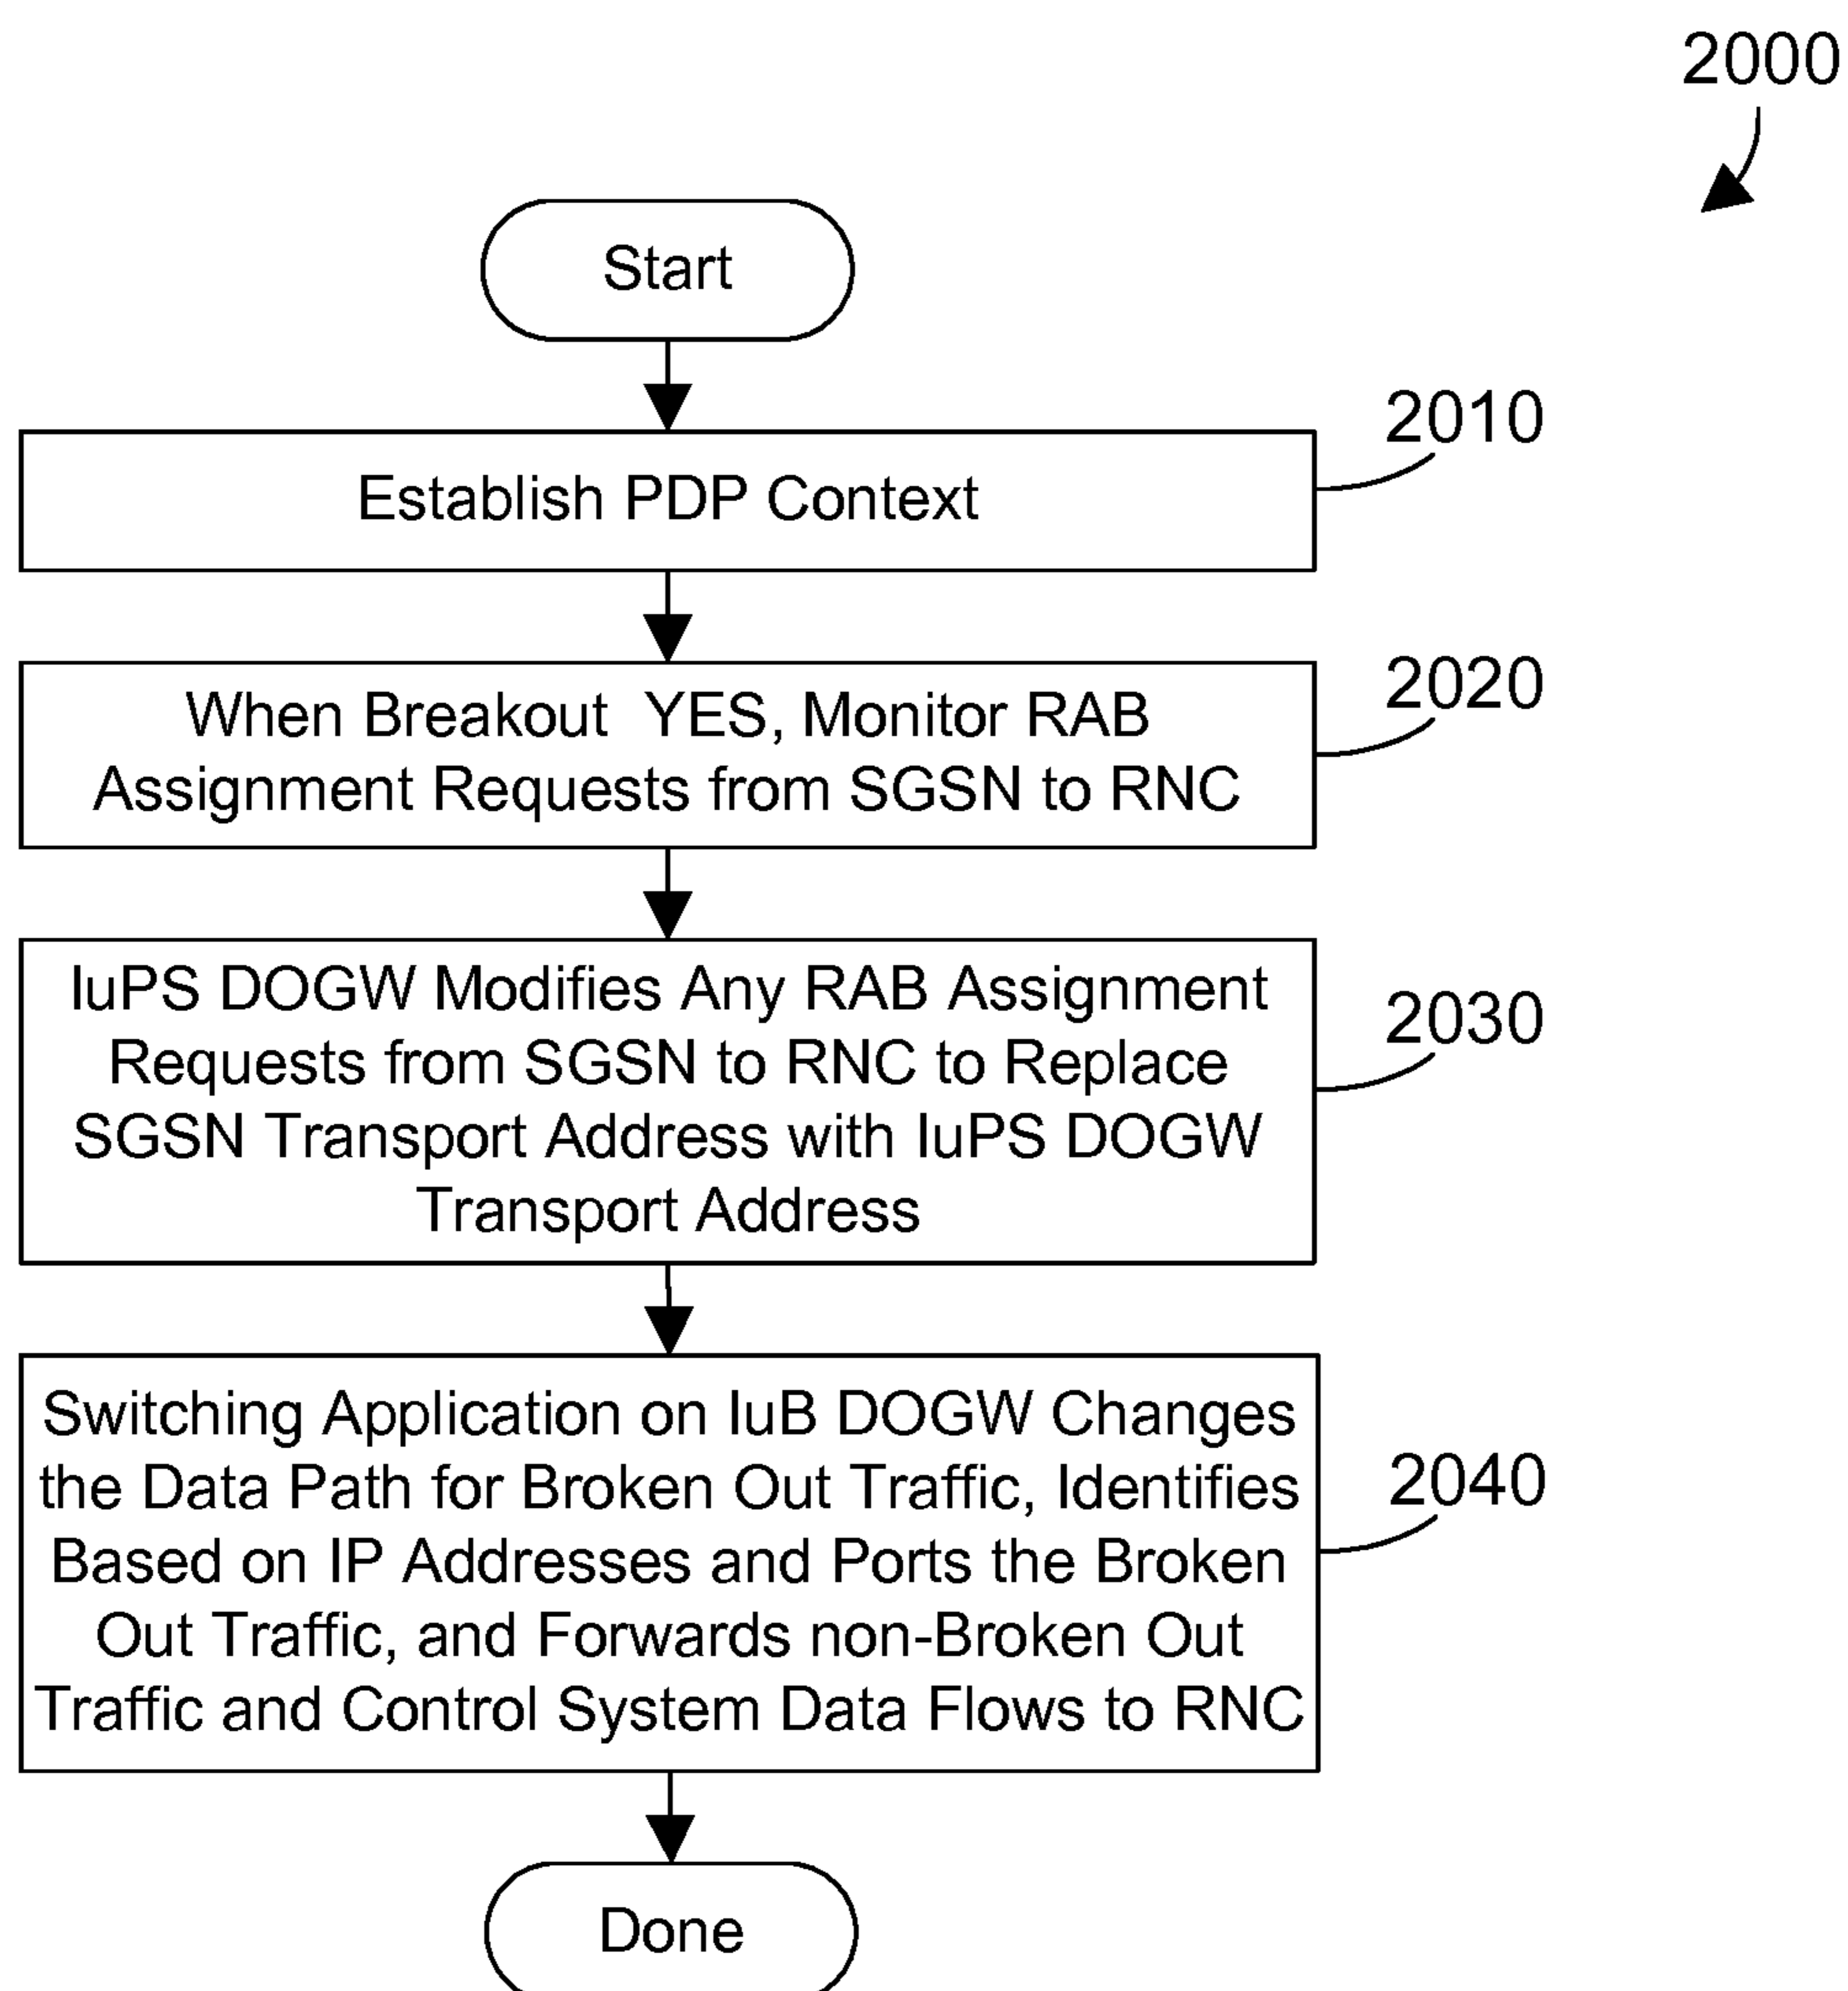 2000
Start
2010
Establish PDP Context
2020
When Breakout YES, Monitor RAB
Assignment Requests from SGSN to RNC
2030
IuPS DOGW Modifies Any RAB Assignment
Requests from SGSN to RNC to Replace
SGSN Transport Address with IuPS DOGW
Transport Address
2040
Switching Application on IuB DOGW Changes
the Data Path for Broken Out Traffic, Identifies
Based on IP Addresses and Ports the Broken
Out Traffic, and Forwards non-Broken Out
Traffic and Control System Data Flows to RNC
Done